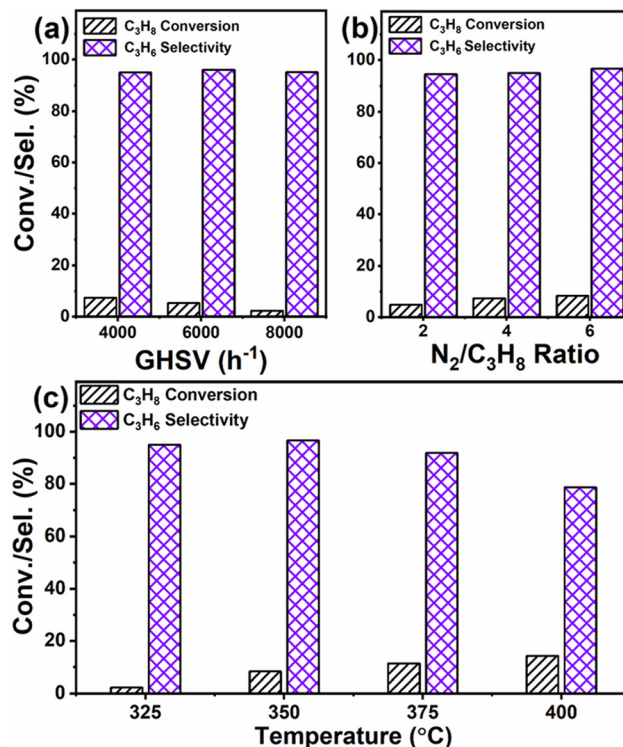 (a)
C₃H₈ Conversion
C₃H₆ Selectivity
100
80
60
40
20
0
Conv./Sel. (%)
4000 6000 8000
GHSV (h⁻¹)
(b)
C₃H₈ Conversion
C₃H₆ Selectivity
100
80
60
40
20
0
2 4 6
N₂/C₃H₈ Ratio
(c)
C₃H₈ Conversion
C₃H₆ Selectivity
100
80
60
40
20
0
Conv./Sel. (%)
325 350 375 400
Temperature (°C)